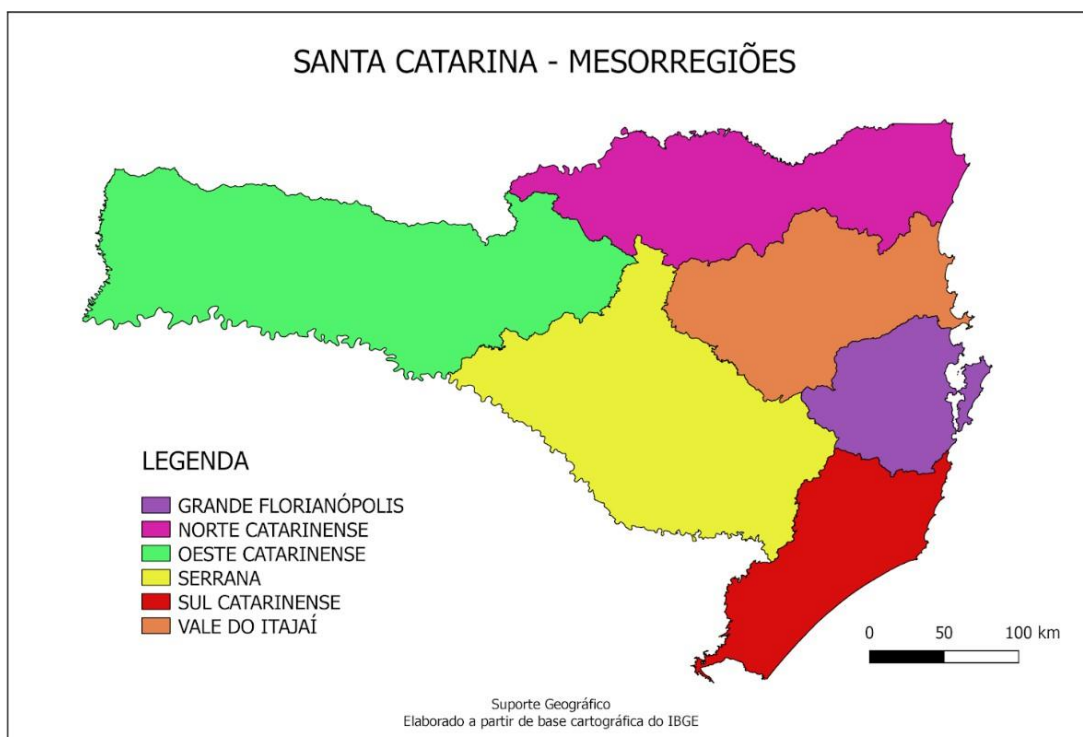 SANTA CATARINA - MESORREGIÕES
LEGENDA
GRANDE FLORIANÓPOLIS
NORTE CATARINENSE
OESTE CATARINENSE
SERRANA
SUL CATARINENSE
VALE DO ITAJAÍ
0 50 100 km
Suporte Geográfico
Elaborado a partir de base cartográfica do IBGE